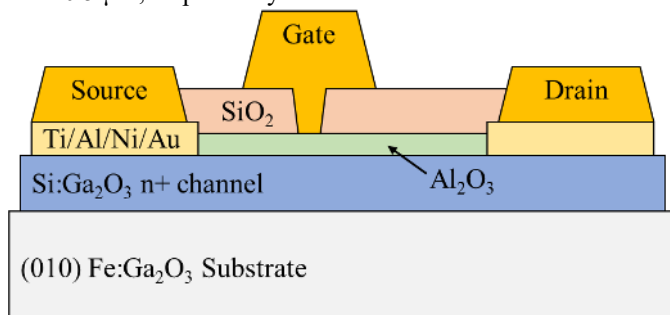 Gate
Source
Drain
SiO₂
Ti/Al/Ni/Au
Al₂O₃
Si:Ga₂O₃ n+ channel
(010) Fe:Ga₂O₃ Substrate